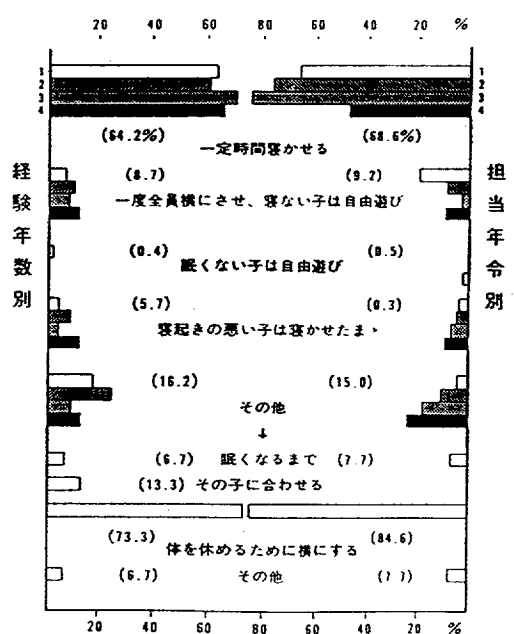 20 40 60 80 60 40 20 %
1 1
2 2
3 3
4 4
(64.2%) (68.6%)
一定時間寝かせる
経験年数別
担当年令別
(8.7) (9.2)
一度全員横にさせ、寝ない子は自由遊び
(0.4) (0.5)
眠くない子は自由遊び
(5.7) (6.3)
寝起きの悪い子は寝かせたま
(16.2) (15.0)
その他
↓
(6.7) 眠くなるまで (7.7)
(13.3) その子に合わせる
(73.3) (84.6)
体を休めるために横にする
(6.7) その他 (7.7)
20 40 60 80 60 40 20 %